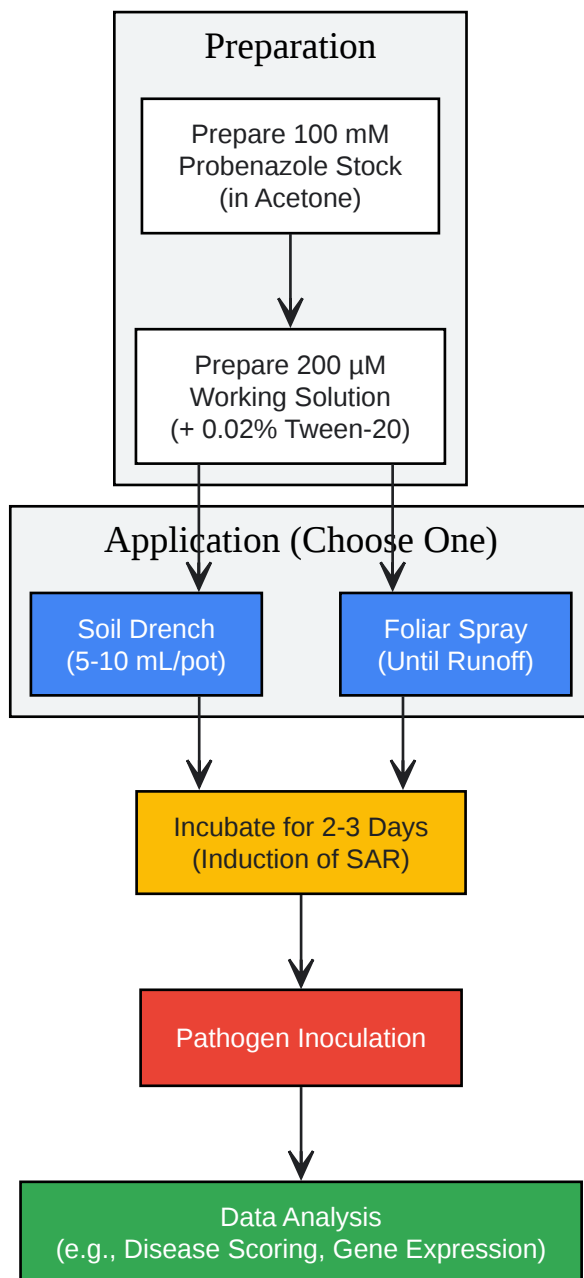 Preparation
Prepare 100 mM
Probenazole Stock
(in Acetone)
Prepare 200 µM
Working Solution
(+ 0.02% Tween-20)
Application (Choose One)
Soil Drench
(5-10 mL/pot)
Foliar Spray
(Until Runoff)
Incubate for 2-3 Days
(Induction of SAR)
Pathogen Inoculation
Data Analysis
(e.g., Disease Scoring, Gene Expression)